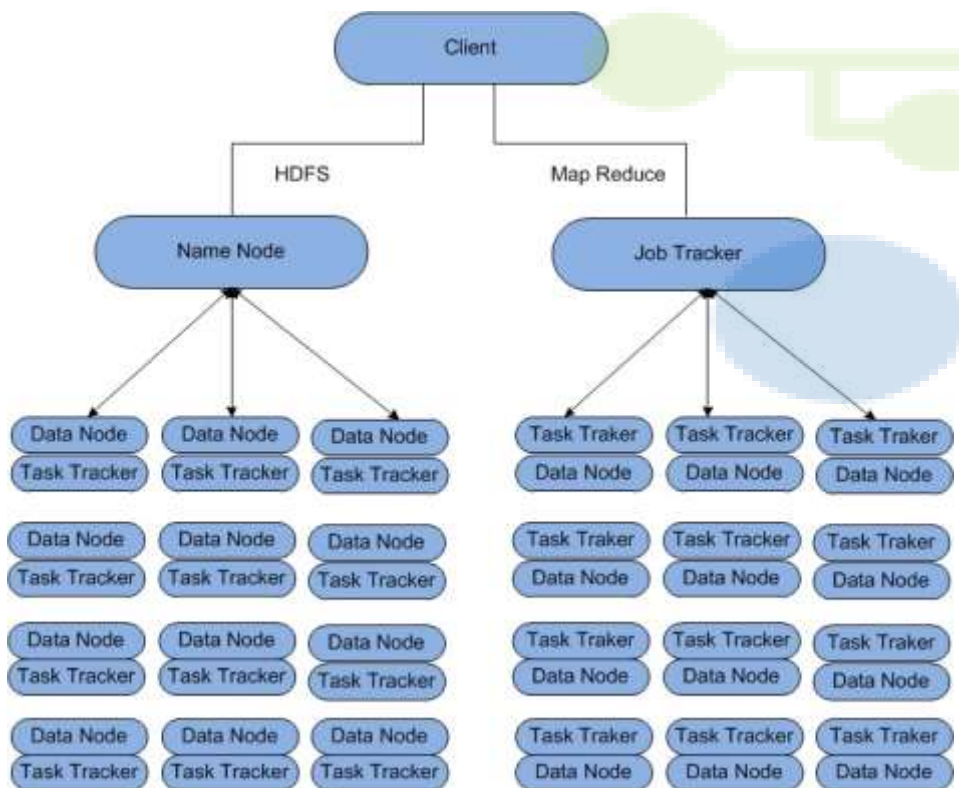 Client
HDFS
Map Reduce
Name Node
Job Tracker
Data Node Data Node Data Node Task Traker Task Tracker Task Traker
Task Tracker Task Tracker Task Tracker Data Node Data Node Data Node
Data Node Data Node Data Node Task Traker Task Tracker Task Traker
Task Tracker Task Tracker Task Tracker Data Node Data Node Data Node
Data Node Data Node Data Node Task Traker Task Tracker Task Traker
Task Tracker Task Tracker Task Tracker Data Node Data Node Data Node
Data Node Data Node Data Node Task Traker Task Tracker Task Traker
Task Tracker Task Tracker Task Tracker Data Node Data Node Data Node